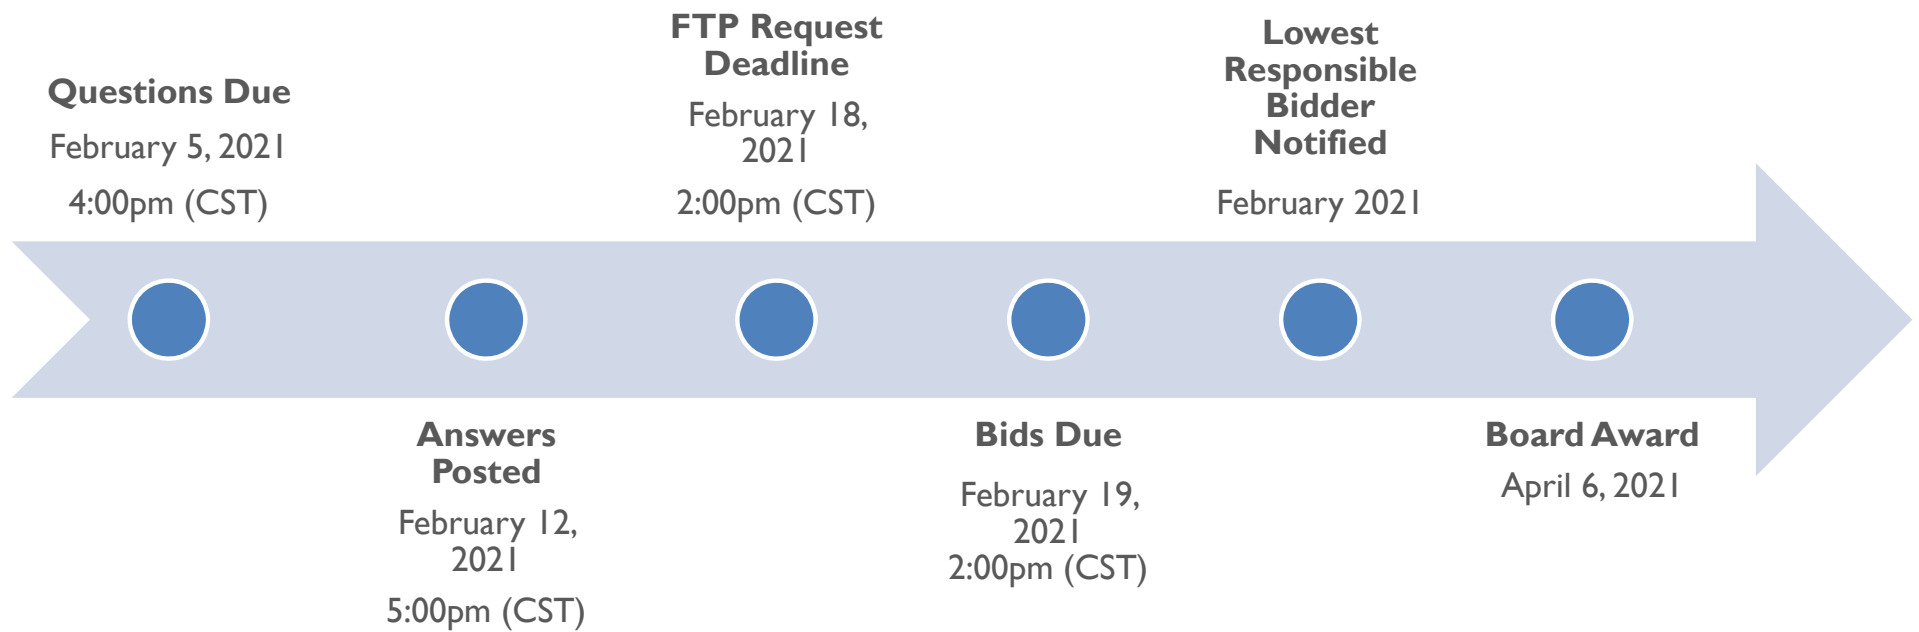 Questions Due
February 5, 2021
4:00pm (CST)
Answers
Posted
February 12,
2021
5:00pm (CST)
FTP Request
Deadline
February 18,
2021
2:00pm (CST)
Bids Due
February 19,
2021
2:00pm (CST)
Lowest
Responsible
Bidder
Notified
February 2021
Board Award
April 6, 2021